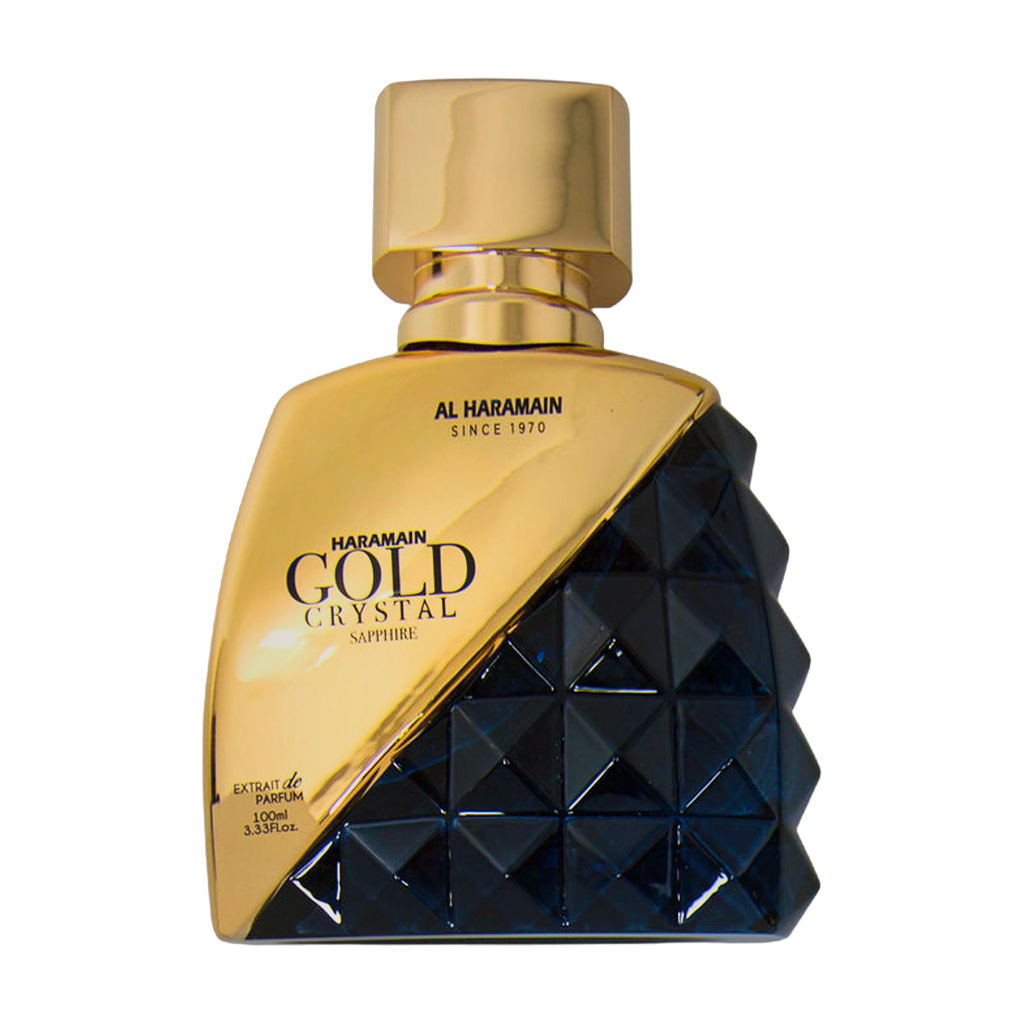 AL HARAMAIN
SINCE 1970
HARAMAIN
GOLD
CRYSTAL
SAPPHIRE
EXTRAIT de
PARFUM
100ml
3.33Fl.oz.